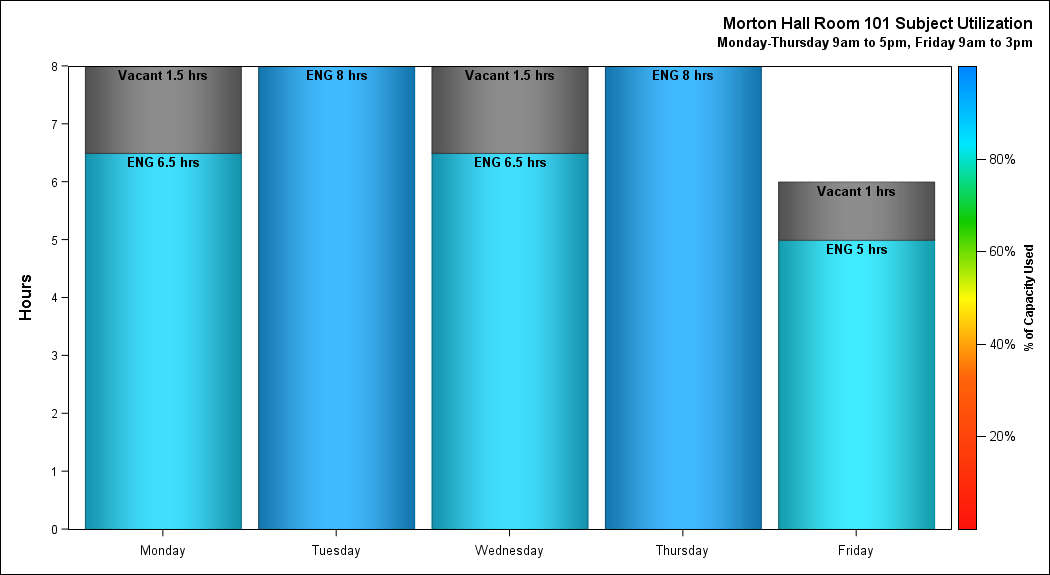 Morton Hall Room 101 Subject Utilization
Monday-Thursday 9am to 5pm, Friday 9am to 3pm
Hours
8
7
6
5
4
3
2
1
0
Vacant 1.5 hrs
ENG 6.5 hrs
ENG 8 hrs
Vacant 1.5 hrs
ENG 6.5 hrs
ENG 8 hrs
Vacant 1 hrs
ENG 5 hrs
Monday Tuesday Wednesday Thursday Friday
80%
60%
40%
20%
% of Capacity Used